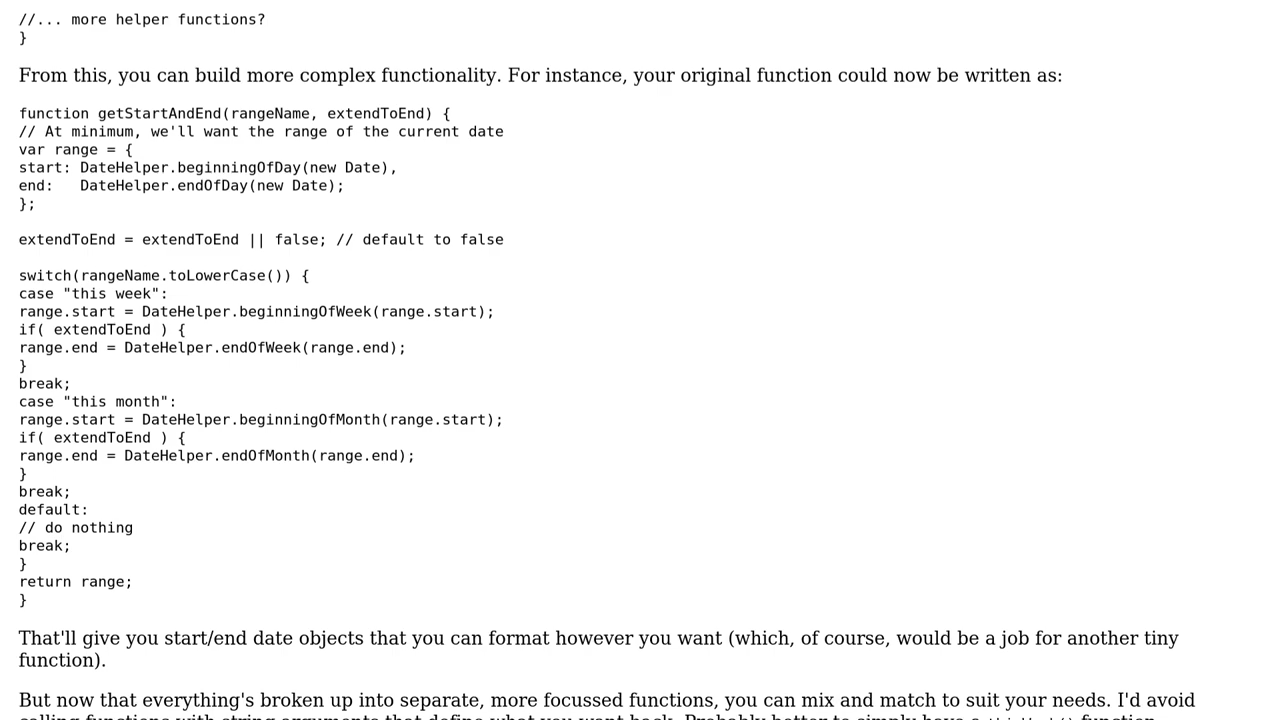 //... more helper functions?
}
From this, you can build more complex functionality. For instance, your original function could now be written as:
function getStartAndEnd(rangeName, extendToEnd) {
// At minimum, we'll want the range of the current date
var range = {
start: DateHelper.beginningOfDay(new Date),
end:   DateHelper.endOfDay(new Date);
};
extendToEnd = extendToEnd || false; // default to false
switch(rangeName.toLowerCase()) {
case "this week":
range.start = DateHelper.beginningOfWeek(range.start);
if( extendToEnd ) {
range.end = DateHelper.endOfWeek(range.end);
}
break;
case "this month":
range.start = DateHelper.beginningOfMonth(range.start);
if( extendToEnd ) {
range.end = DateHelper.endOfMonth(range.end);
}
break;
default:
// do nothing
break;
}
return range;
}
That'll give you start/end date objects that you can format however you want (which, of course, would be a job for another tiny
function).
But now that everything's broken up into separate, more focussed functions, you can mix and match to suit your needs. I'd avoid